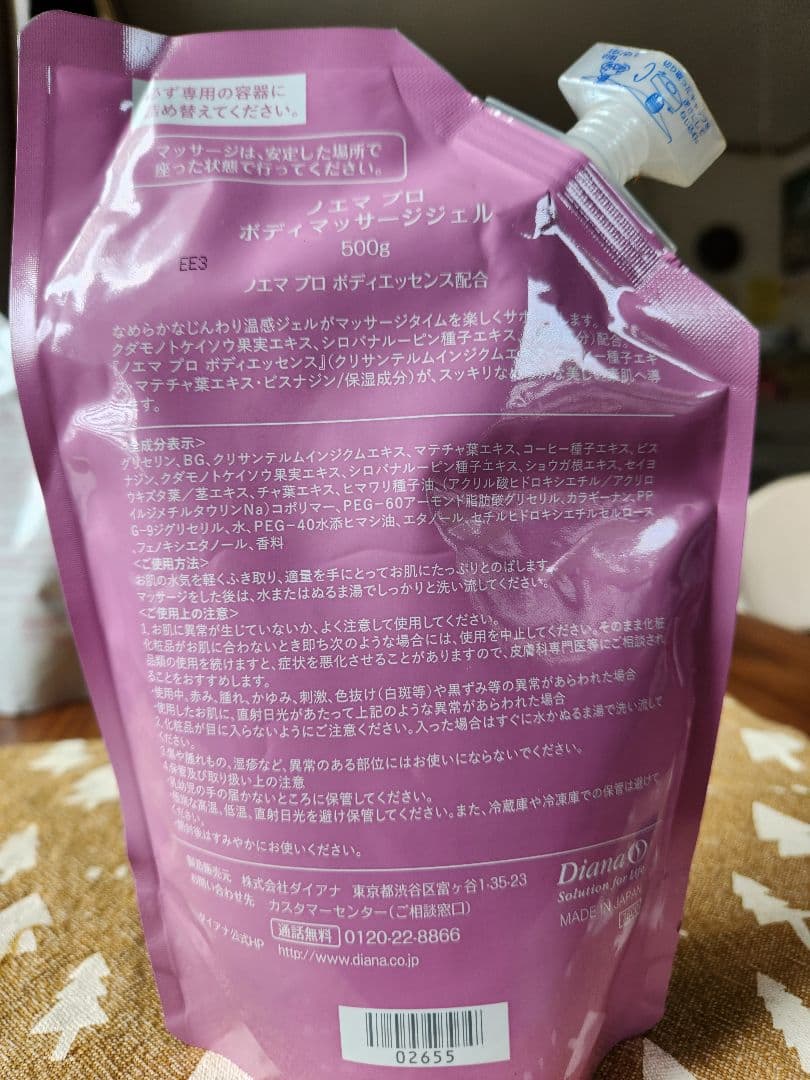 ず専用の容器に
め替えてください。
マッサージは、安定した場所で
座った状態で行ってください。
ノエマ プロ
ボディマッサージジェル
500g
EE3
ノエマ プロ ボディエッセンス配合
なめらかなじんわり温感ジェルがマッサージタイムを楽しくサポ します。
クダモノトケイソウ果実エキス、シロバナルーピン種子エキス、 分)配合。
『ノエマ プロ ボディエッセンス』(クリサンテルムインジクムエ ー種子エキ
ス、マテチャ葉エキス・ビスナジン/保湿成分)が、スッキリな な美し 素肌へ導
ます。
全成分表示>
グリセリン、BG、クリサンテルムインジクムエキス、マテチャ葉エキス、コーヒー種子エキス、ビス
ナジン、クダモノトケイソウ果実エキス、シロバナルーピン種子エキス、ショウガ根エキス、セイヨ
ウキズタ葉/茎エキス、チャ葉エキス、ヒマワリ種子油、(アクリル酸ヒドロキシエチル/アクリロ
イルジメチルタウリンNa)コポリマー、PEG-60アーモンド脂肪酸グリセリル、カラギーナン、PP
G-9ジグリセリル、水、PEG-40水添ヒマシ油、エタノール、セチルヒドロキシエチルセルロース
、フェノキシエタノール、香料
<ご使用方法>
お肌の水気を軽くふき取り、適量を手にとってお肌にたっぷりとのばします。
マッサージをした後は、水またはぬるま湯でしっかりと洗い流してください。
<ご使用上の注意>
1.お肌に異常が生じていないか、よく注意して使用してください。
化粧品がお肌に合わないとき即ち次のような場合には、使用を中止してください。そのまま化粧
品類の使用を続けますと、症状を悪化させることがありますので、皮膚科専門医等にご相談され
ることをおすすめします。
・使用中、赤み、腫れ、かゆみ、刺激、色抜け(白斑等)や黒ずみ等の異常があらわれた場合
・使用したお肌に、直射日光があたって上記のような異常があらわれた場合
2.化粧品が目に入らないようにご注意ください。入った場合はすぐに水かぬるま湯で洗い流して
ください。
3.傷や腫れもの、湿疹など、異常のある部位にはお使いにならないでください。
4.保管及び取り扱い上の注意
・乳幼児の手の届かないところに保管してください。
・極端な高温、低温、直射日光を避け保管してください。また、冷蔵庫や冷凍庫での保管は避けて
ください。
・開封後はすみやかにお使いください。
製造販売元 株式会社ダイアナ 東京都渋谷区富ヶ谷1-35-23
お問い合わせ先 カスタマーセンター(ご相談窓口)
通話無料 0120-22-8866
ダイアナ公式HP http://www.diana.co.jp
Diana
Solution for Life
MADE IN JAPAN
02655